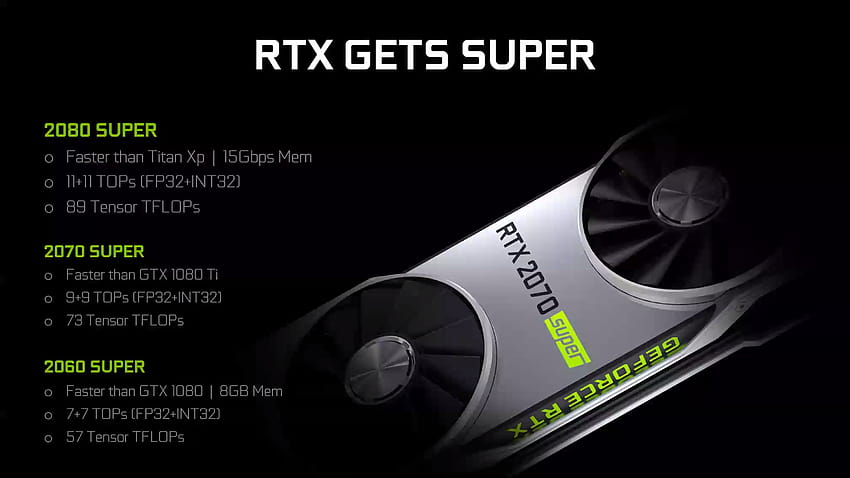 RTX GETS SUPER
2080 SUPER
o Faster than Titan Xp | 15Gbps Mem
o 11+11 TOPs (FP32+INT32)
o 89 Tensor TFLOPs
2070 SUPER
o Faster than GTX 1080 Ti
o 9+9 TOPs (FP32+INT32)
o 73 Tensor TFLOPs
2060 SUPER
o Faster than GTX 1080 | 8GB Mem
o 7+7 TOPs (FP32+INT32)
o 57 Tensor TFLOPs
RTX 2070 super
GEFORCE RTX